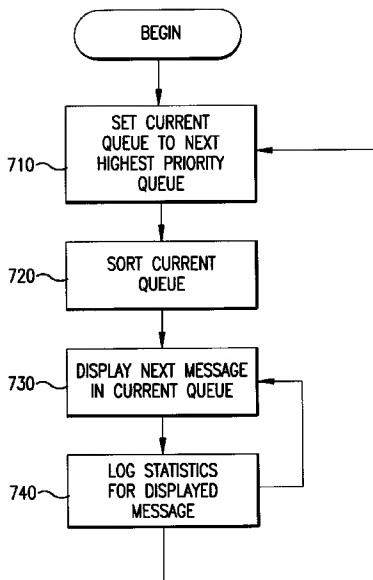 BEGIN
SET CURRENT
QUEUE TO NEXT
HIGHEST PRIORITY
QUEUE
710
SORT CURRENT
QUEUE
720
DISPLAY NEXT MESSAGE
IN CURRENT QUEUE
730
LOG STATISTICS
FOR DISPLAYED
MESSAGE
740